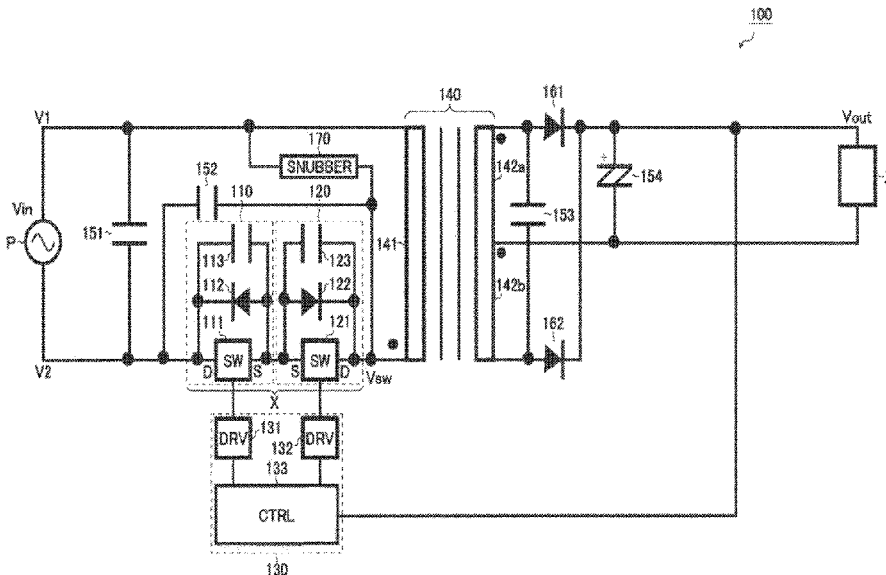 100
140
161
V1
Vout
170
SNUBBER
152
110
120
142a
154
Vin
P
151
153
2
141
113
123
142b
112
122
162
111
121
SW
SW
V2
D
S
S
D
Vsw
X
131
DRV
132
DRV
133
CTRL
130